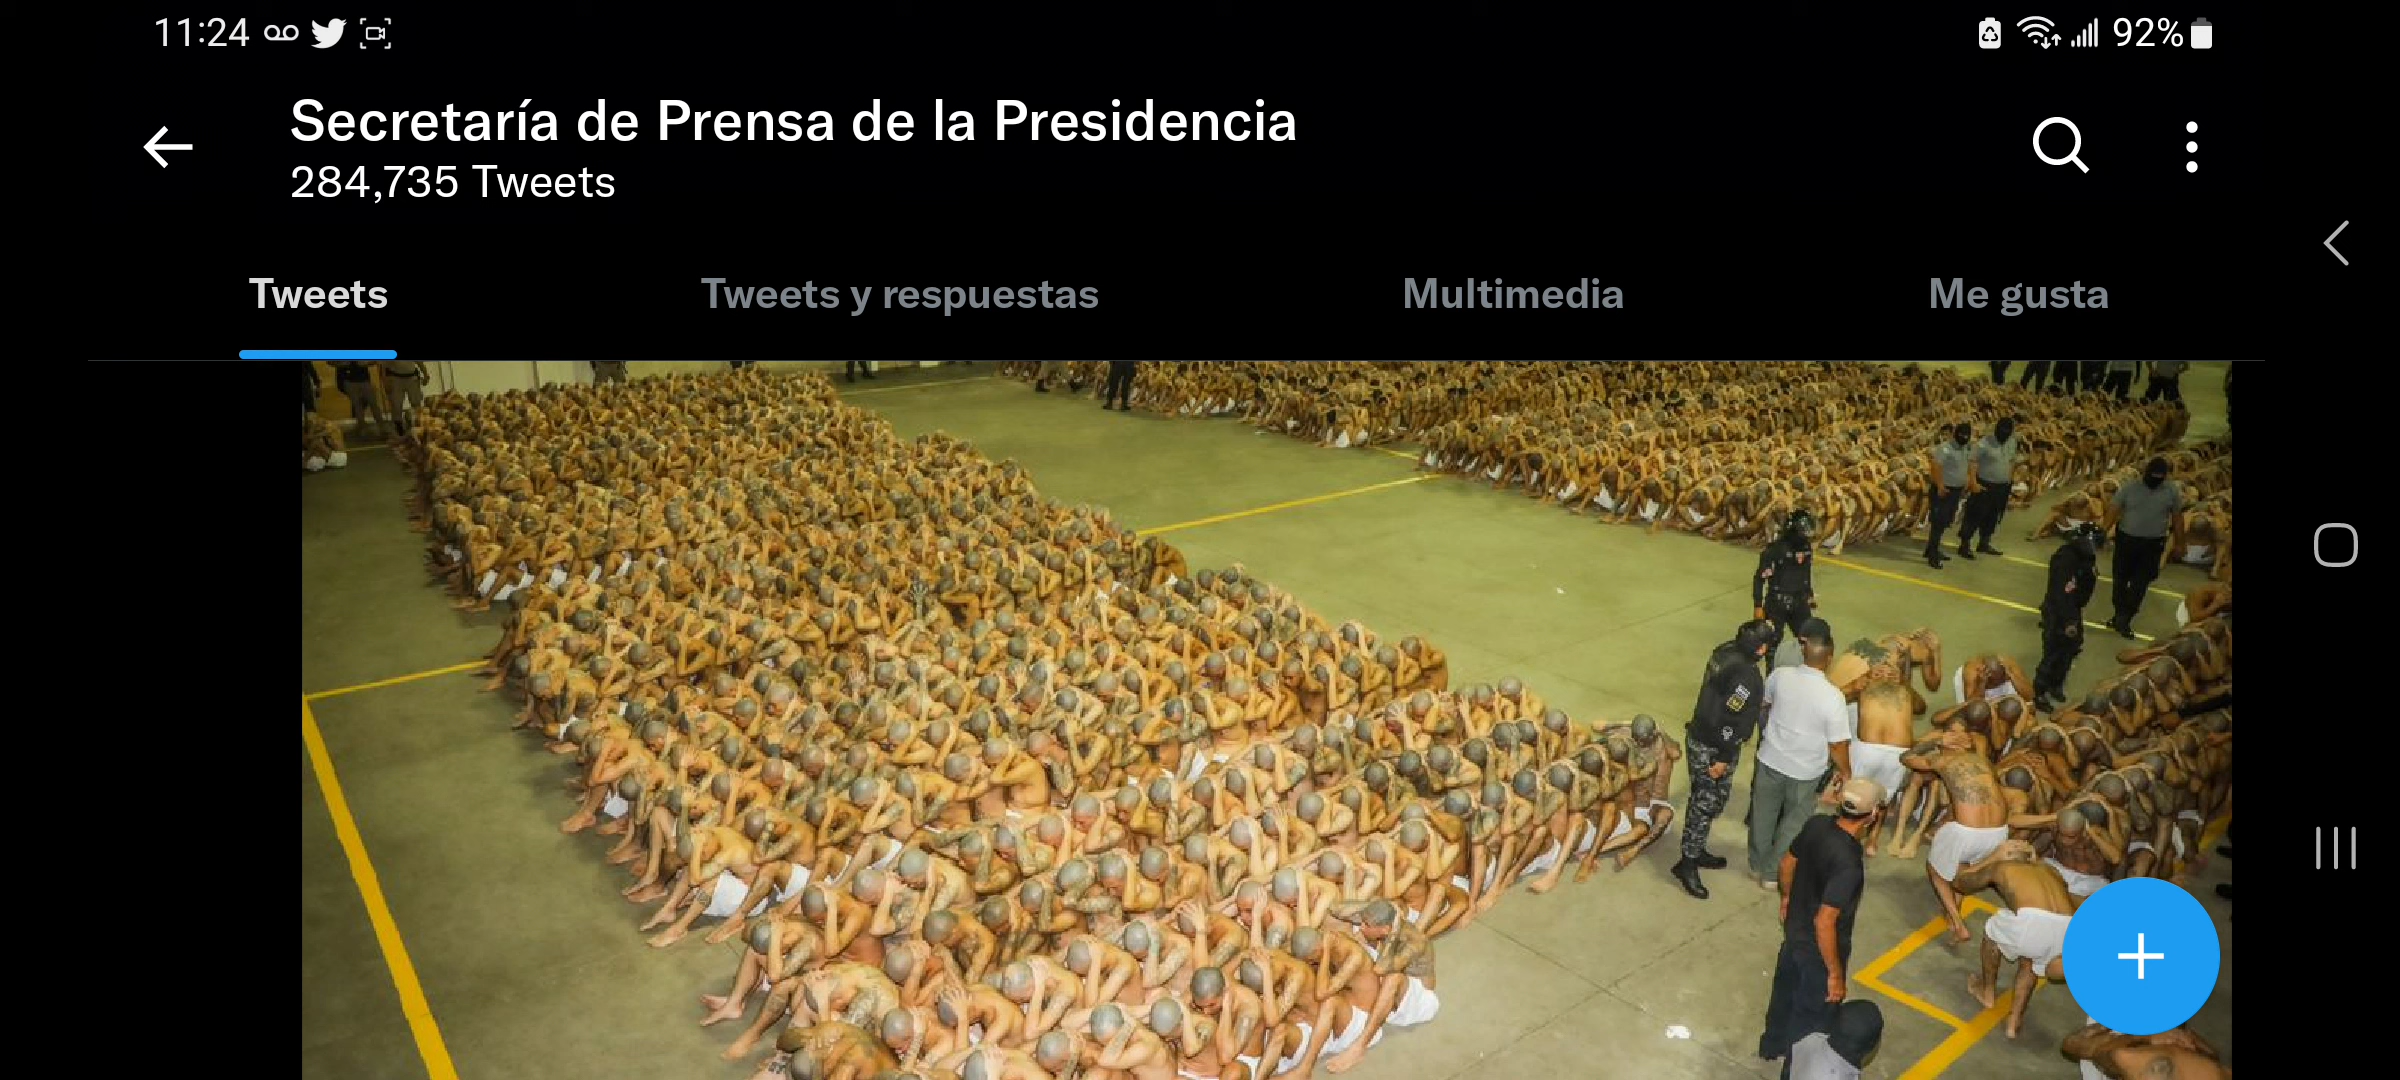 11:24
92%
Secretaría de Prensa de la Presidencia
284,735 Tweets
Tweets
Tweets y respuestas
Multimedia
Me gusta